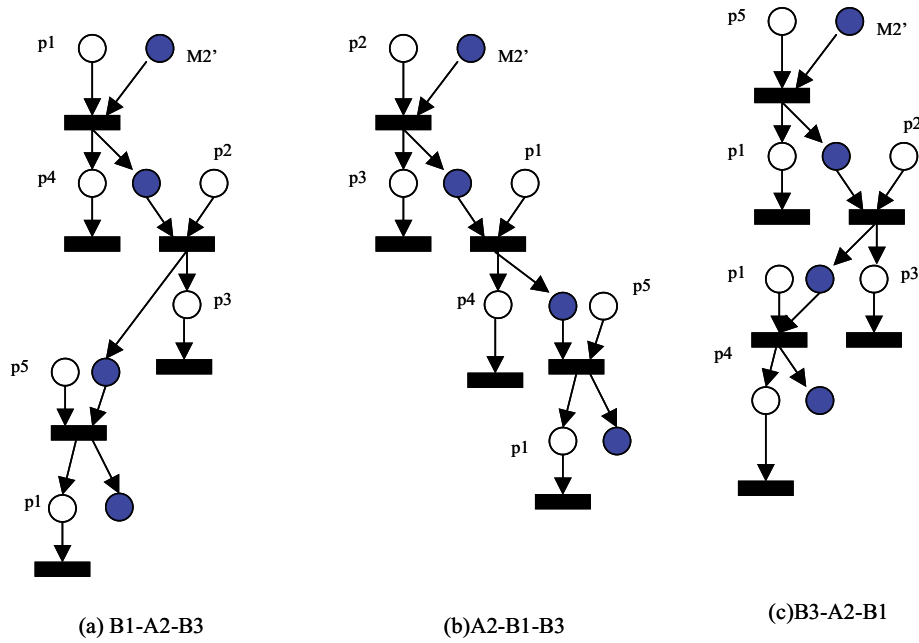 p1
M2’
p4
p2
p3
p5
p1
(a) B1-A2-B3
p2
M2’
p3
p1
p4
p5
p1
(b)A2-B1-B3
p5
M2’
p1
p2
p1
p3
p4
(c)B3-A2-B1